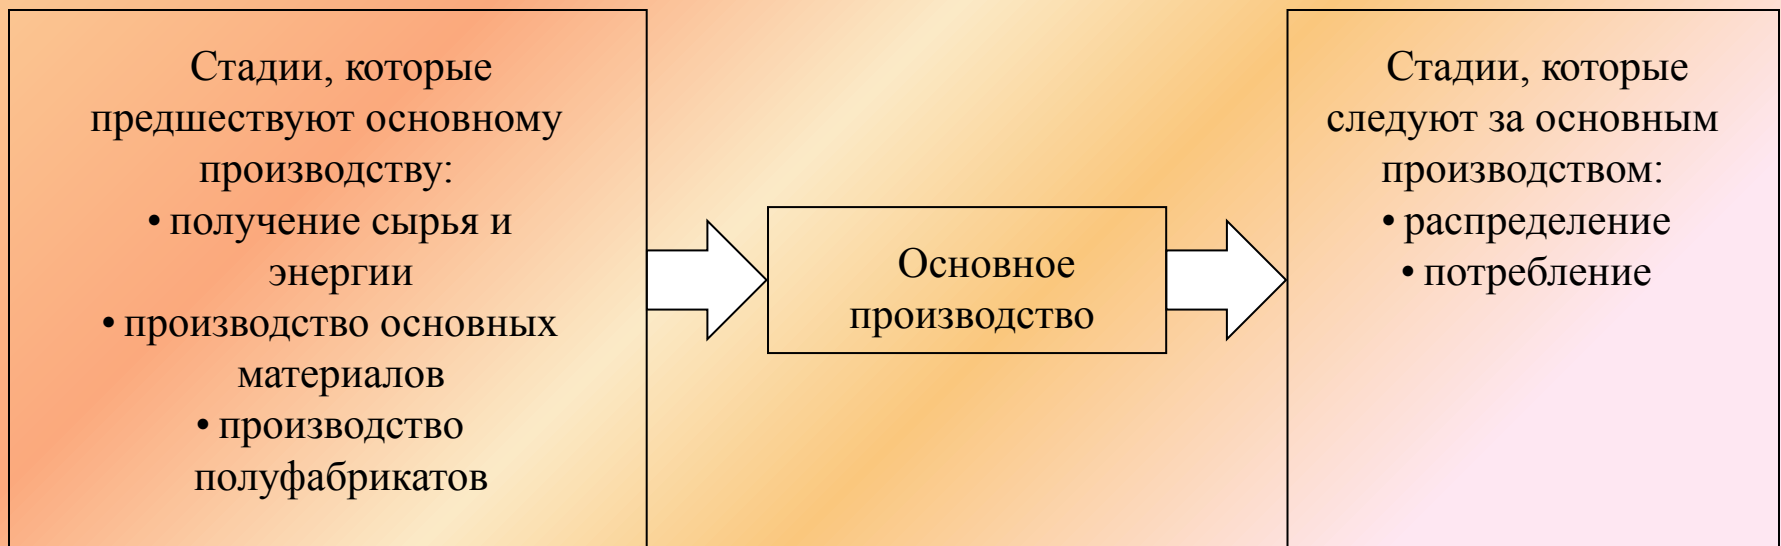 Стадии, которые
предшествуют основному
производству:
• получение сырья и
энергии
• производство основных
материалов
• производство
полуфабрикатов
Основное
производство
Стадии, которые
следуют за основным
производством:
• распределение
• потребление